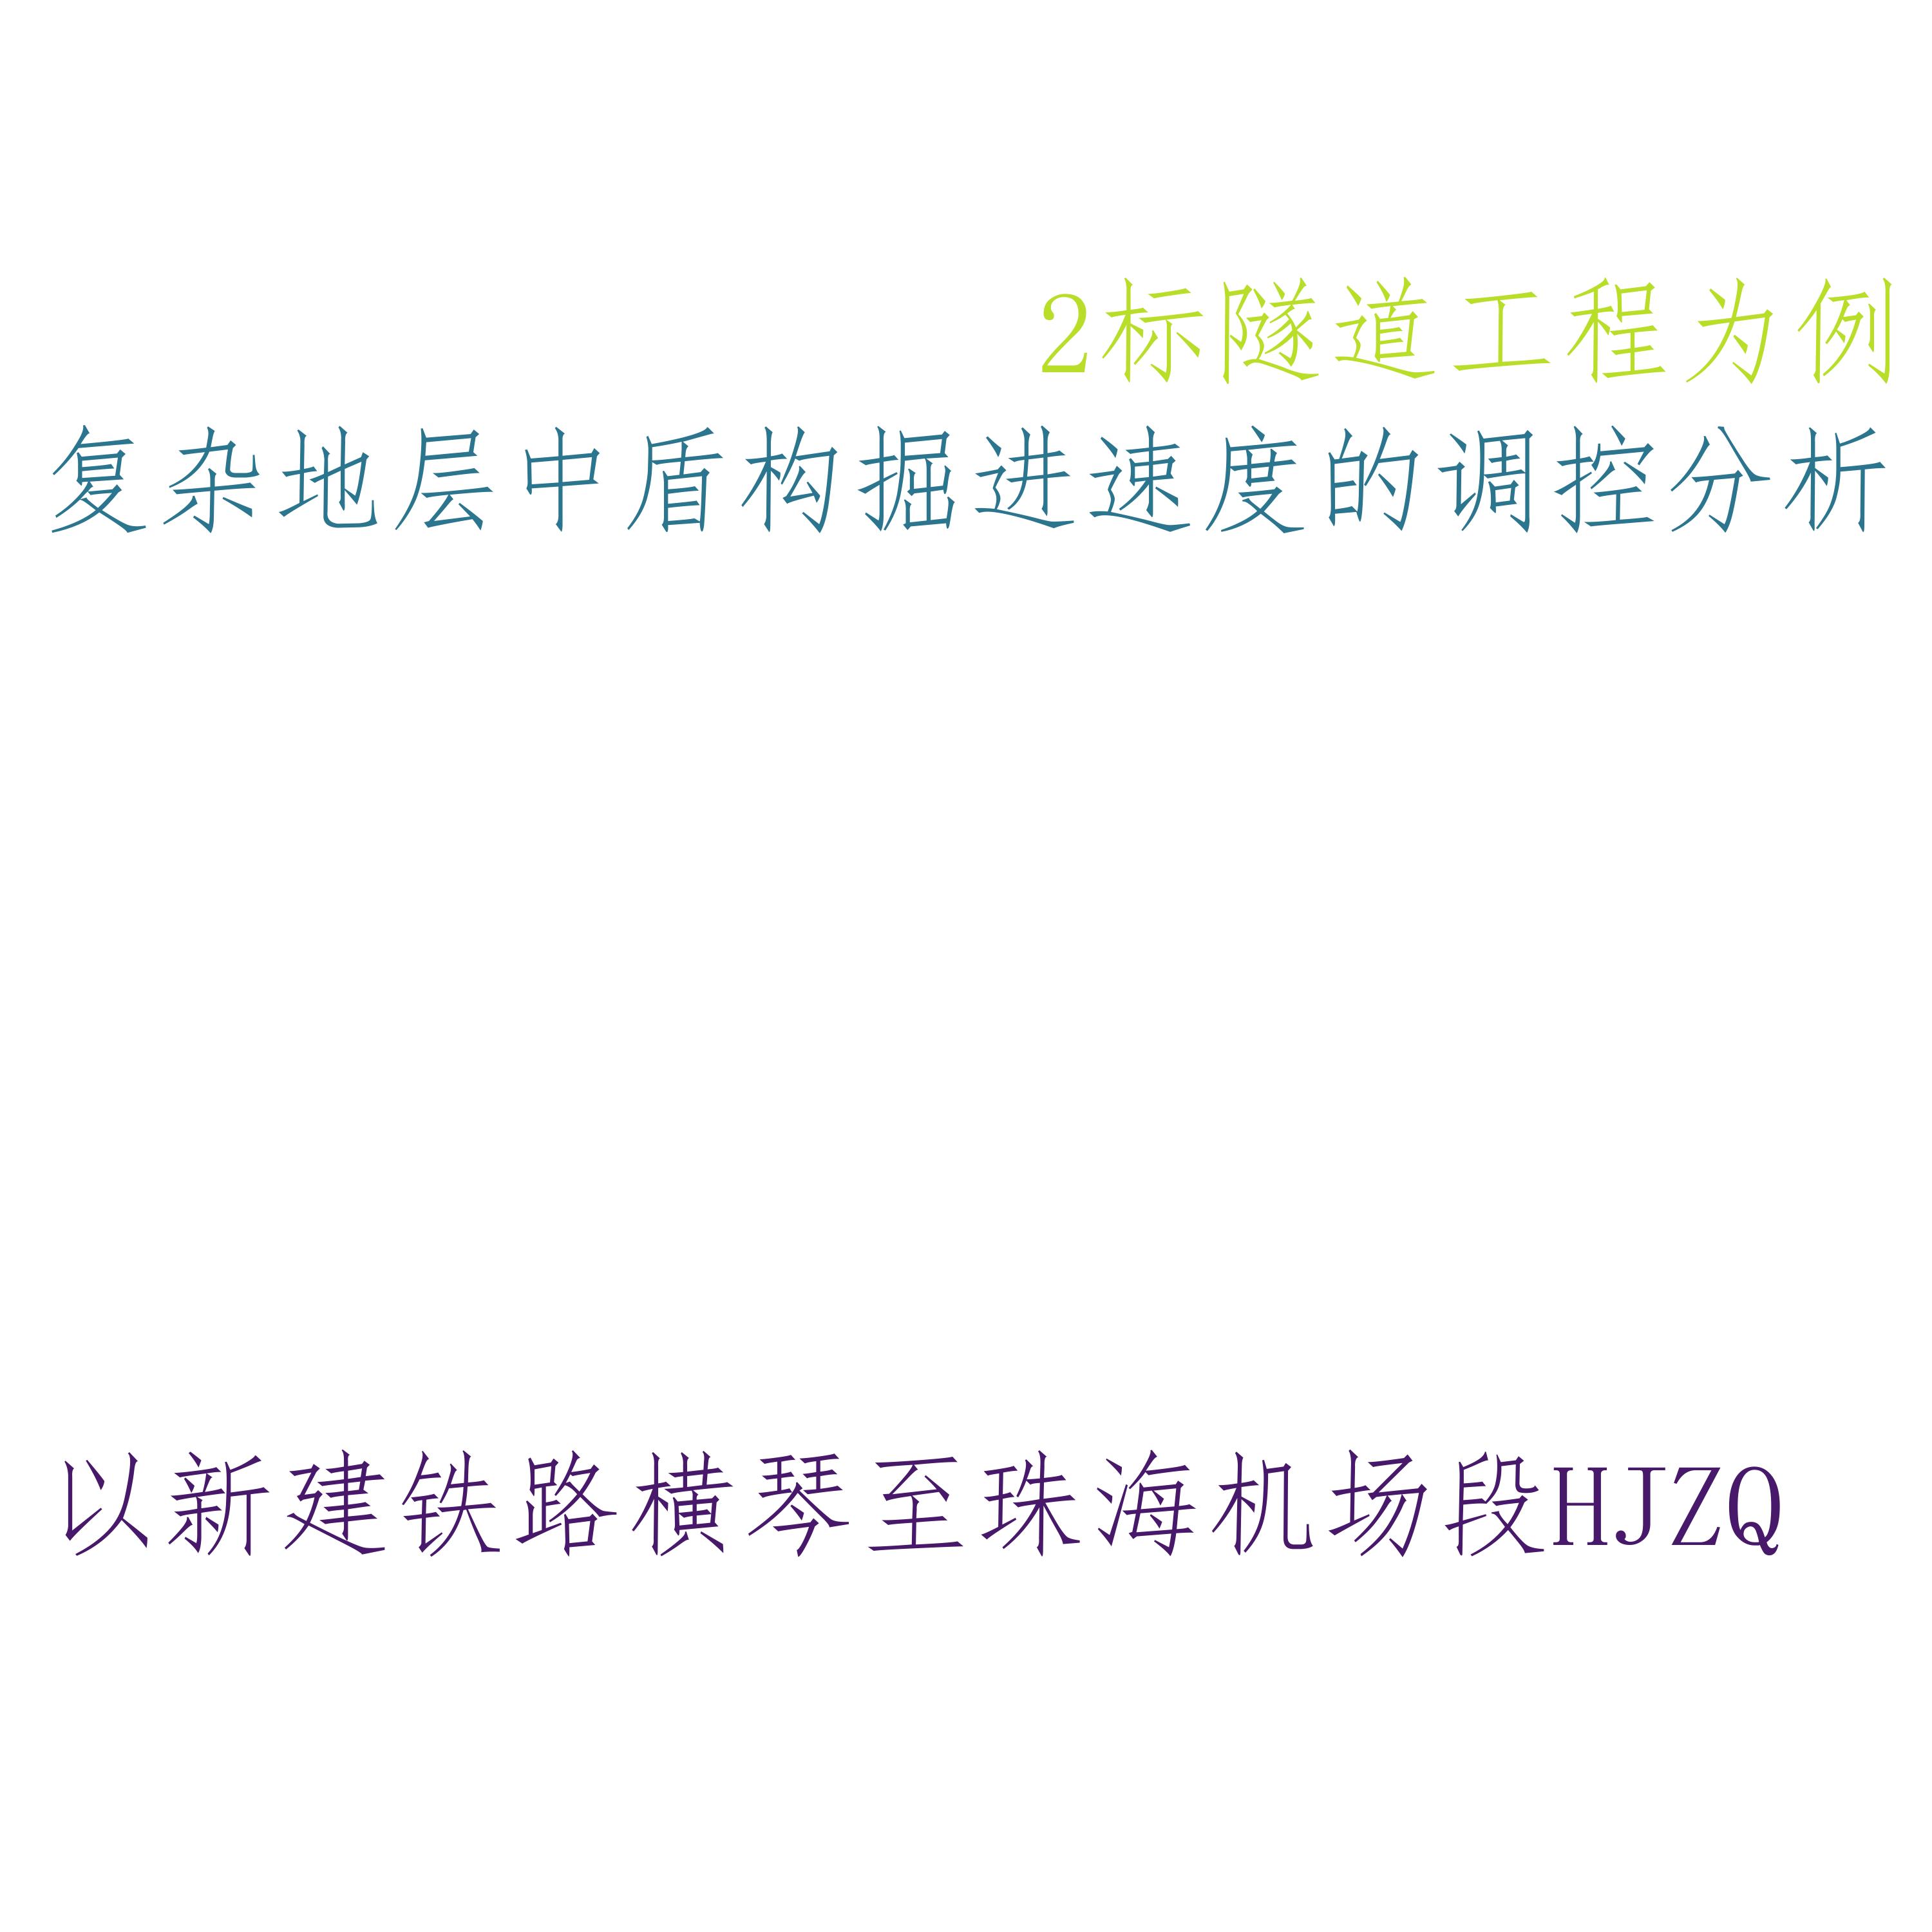 2标隧道工程为例
复杂地层中盾构掘进速度的调控分析
以新建铁路横琴至珠海机场段HJZQ